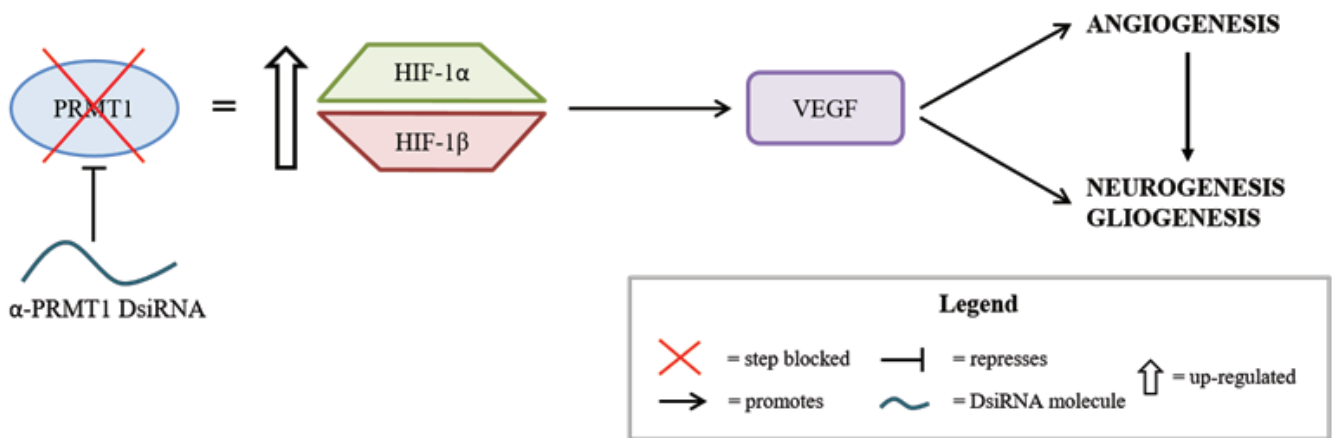 PRMT1
=
HIF-1α
HIF-1β
VEGF
ANGIOGENESIS
NEUROGENESIS
GLIOGENESIS
α-PRMT1 DsiRNA
Legend
= step blocked
= represses
= up-regulated
= promotes
= DsiRNA molecule